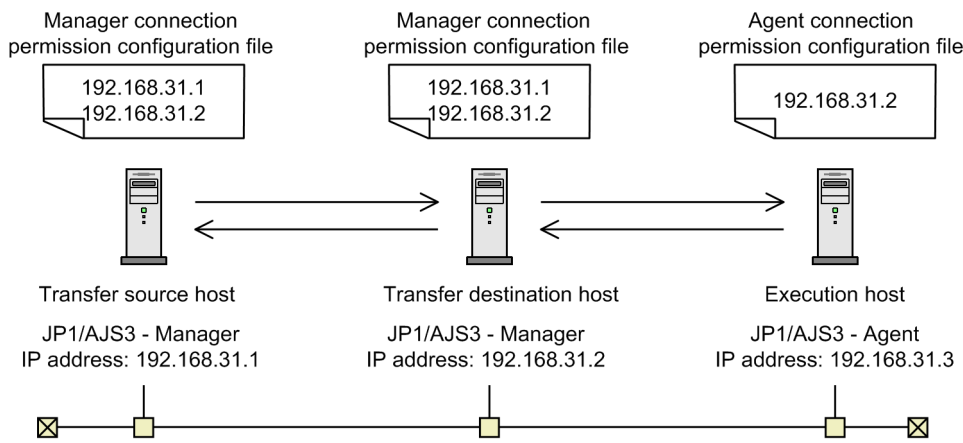 Manager connection
permission configuration file
192.168.31.1
192.168.31.2
Manager connection
permission configuration file
192.168.31.1
192.168.31.2
Agent connection
permission configuration file
192.168.31.2
Transfer source host
JP1/AJS3 - Manager
IP address: 192.168.31.1
Transfer destination host
JP1/AJS3 - Manager
IP address: 192.168.31.2
Execution host
JP1/AJS3 - Agent
IP address: 192.168.31.3